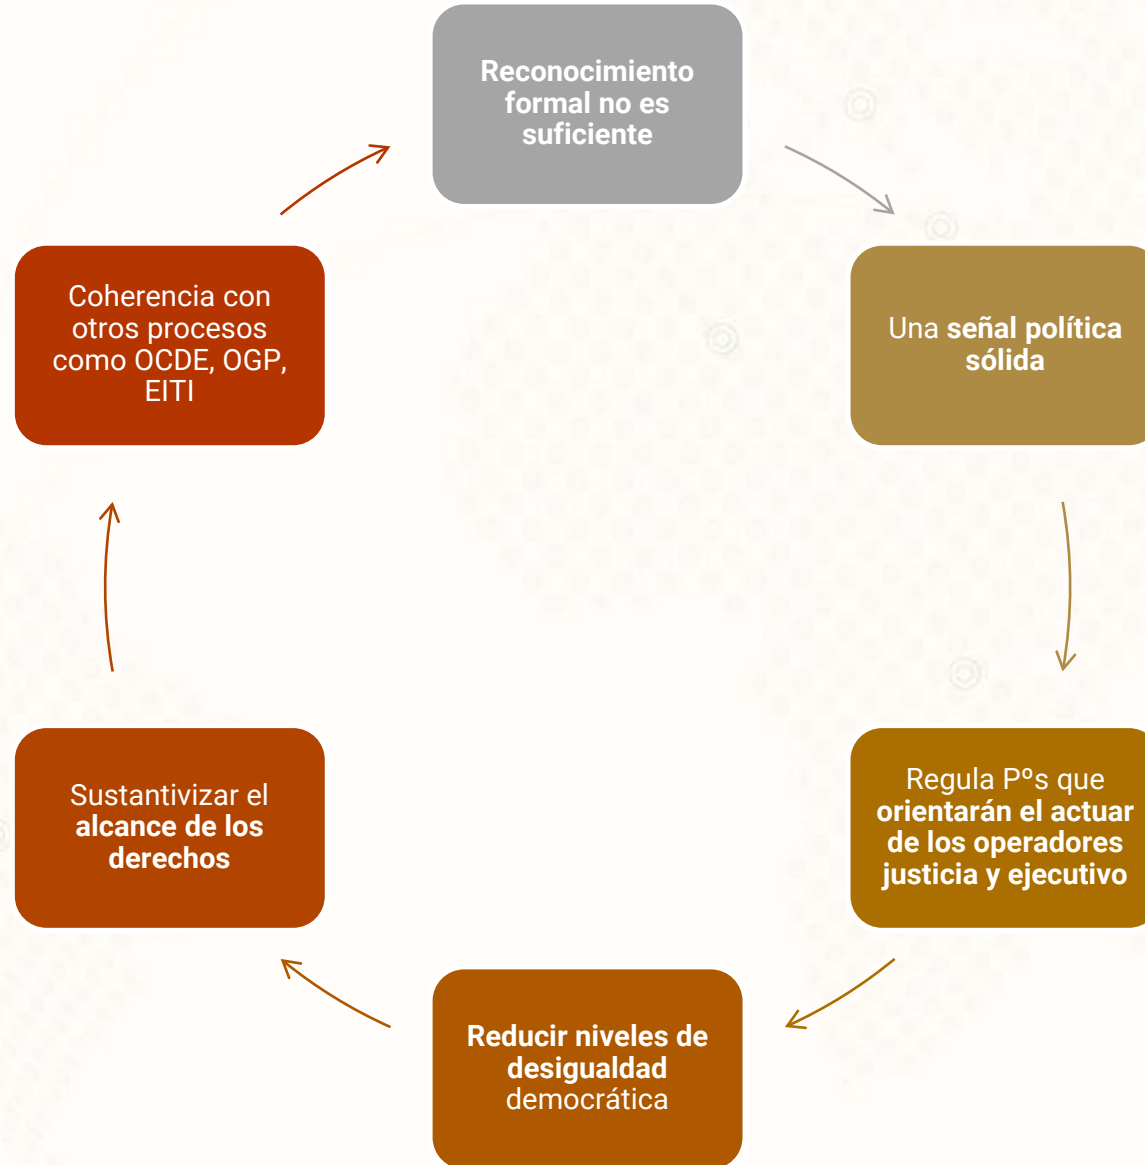 Reconocimiento
formal no es
suficiente
Una señal política
sólida
Regula Pºs que
orientarán el actuar
de los operadores
justicia y ejecutivo
Reducir niveles de
desigualdad
democrática
Sustantivizar el
alcance de los
derechos
Coherencia con
otros procesos
como OCDE, OGP,
EITI